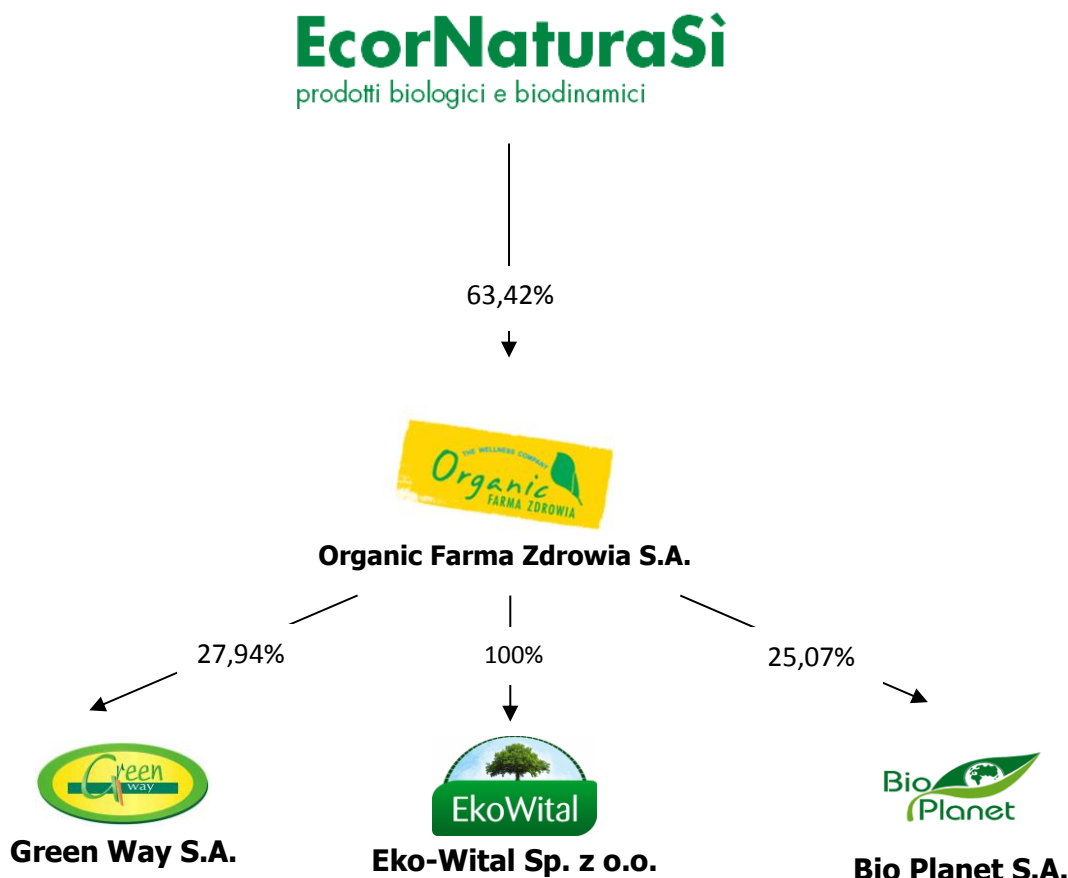 EcorNaturaSì
prodotti biologici e biodinamici
63,42%
THE WELLNESS COMPANY
Organic
FARMA ZDROWIA
Organic Farma Zdrowia S.A.
27,94%
100%
25,07%
Green
way
EkoWital
Bio
Planet
Green Way S.A.
Eko-Wital Sp. z o.o.
Bio Planet S.A.